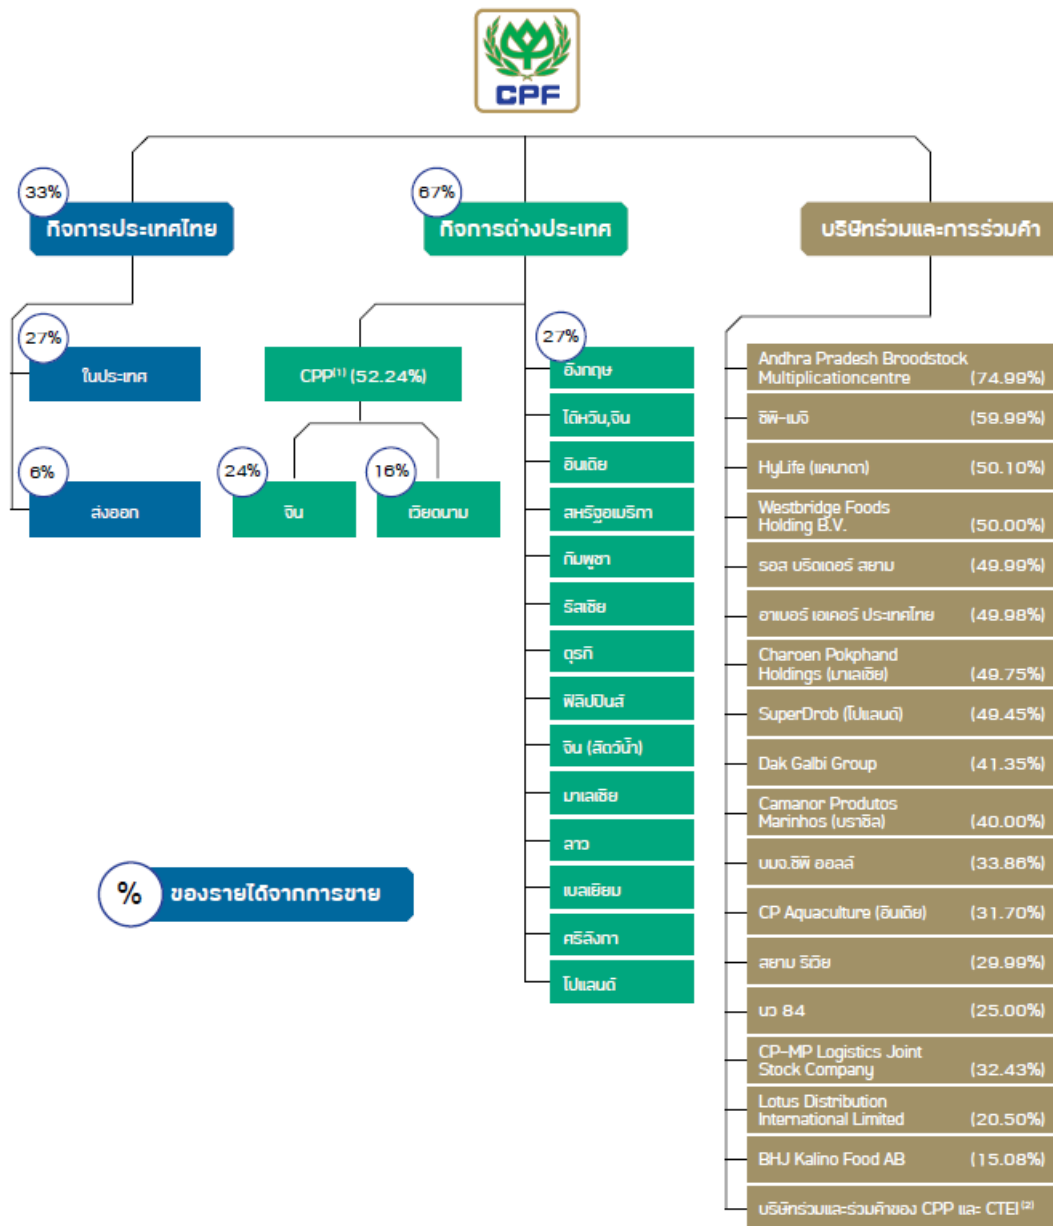 CPF
33%
กิจการประเทศไทย
67%
กิจการต่างประเทศ
บริษัทร่วมและการร่วมค้า
27%
ในประเทศ
6%
ส่งออก
CPP⁽¹⁾ (52.24%)
24%
จีน
16%
เวียดนาม
27%
อังกฤษ
ไต้หวัน,จีน
อินเดีย
สหรัฐอเมริกา
กัมพูชา
รัสเซีย
ตุรกี
ฟิลิปปินส์
จีน (สัตว์น้ำ)
มาเลเซีย
ลาว
เบลเยียม
ศรีลังกา
โปแลนด์
Andhra Pradesh Broodstock
Multiplicationcentre (74.99%)
ซีพี-เมจิ (59.99%)
HyLife (แคนาดา) (50.10%)
Westbridge Foods
Holding B.V. (50.00%)
รอส บรีดเดอร์ สยาม (49.99%)
อาเบอร์ เอเคอร์ ประเทศไทย (49.98%)
Charoen Pokphand
Holdings (มาเลเซีย) (49.75%)
SuperDrob (โปแลนด์) (49.45%)
Dak Galbi Group (41.35%)
Camanor Produtos
Marinhos (บราซิล) (40.00%)
บมจ.ซีพี ออลล์ (33.86%)
CP Aquaculture (อินเดีย) (31.70%)
สยาม ริเวีย (29.99%)
นว 84 (25.00%)
CP-MP Logistics Joint
Stock Company (32.43%)
Lotus Distribution
International Limited (20.50%)
BHJ Kalino Food AB (15.08%)
บริษัทร่วมและร่วมค้าของ CPP และ CTEI⁽²⁾
% ของรายได้จากการขาย